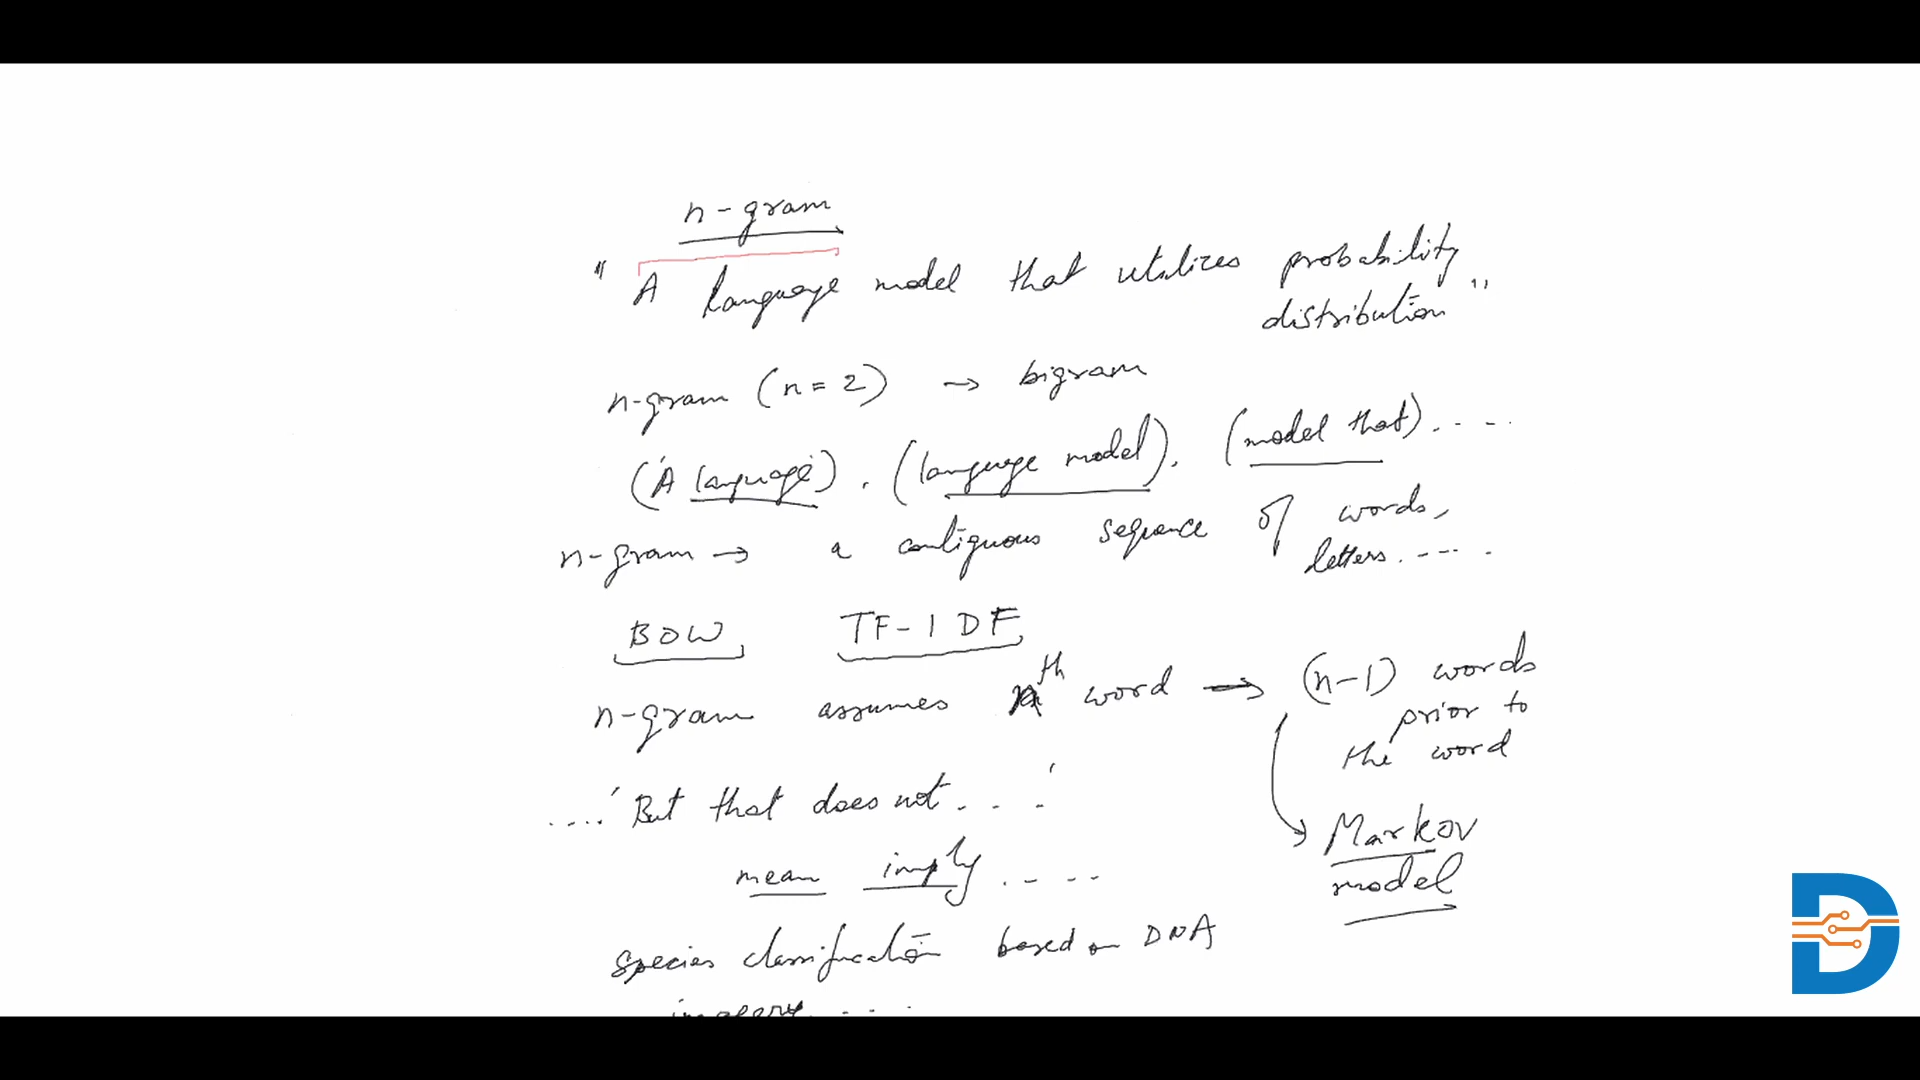 n-gram
" A language model that utilizes probability
distribution "
n-gram (n=2) → bigram
('A language'), (language model), (model that).....
n-gram → a contiguous sequence of words,
letters.....
BOW TF-IDF
n-gram assumes nth word → (n-1) words
prior to
the word
.... 'But that does not....'
Markov
mean imply....
model
species classification based on DNA
imagery....